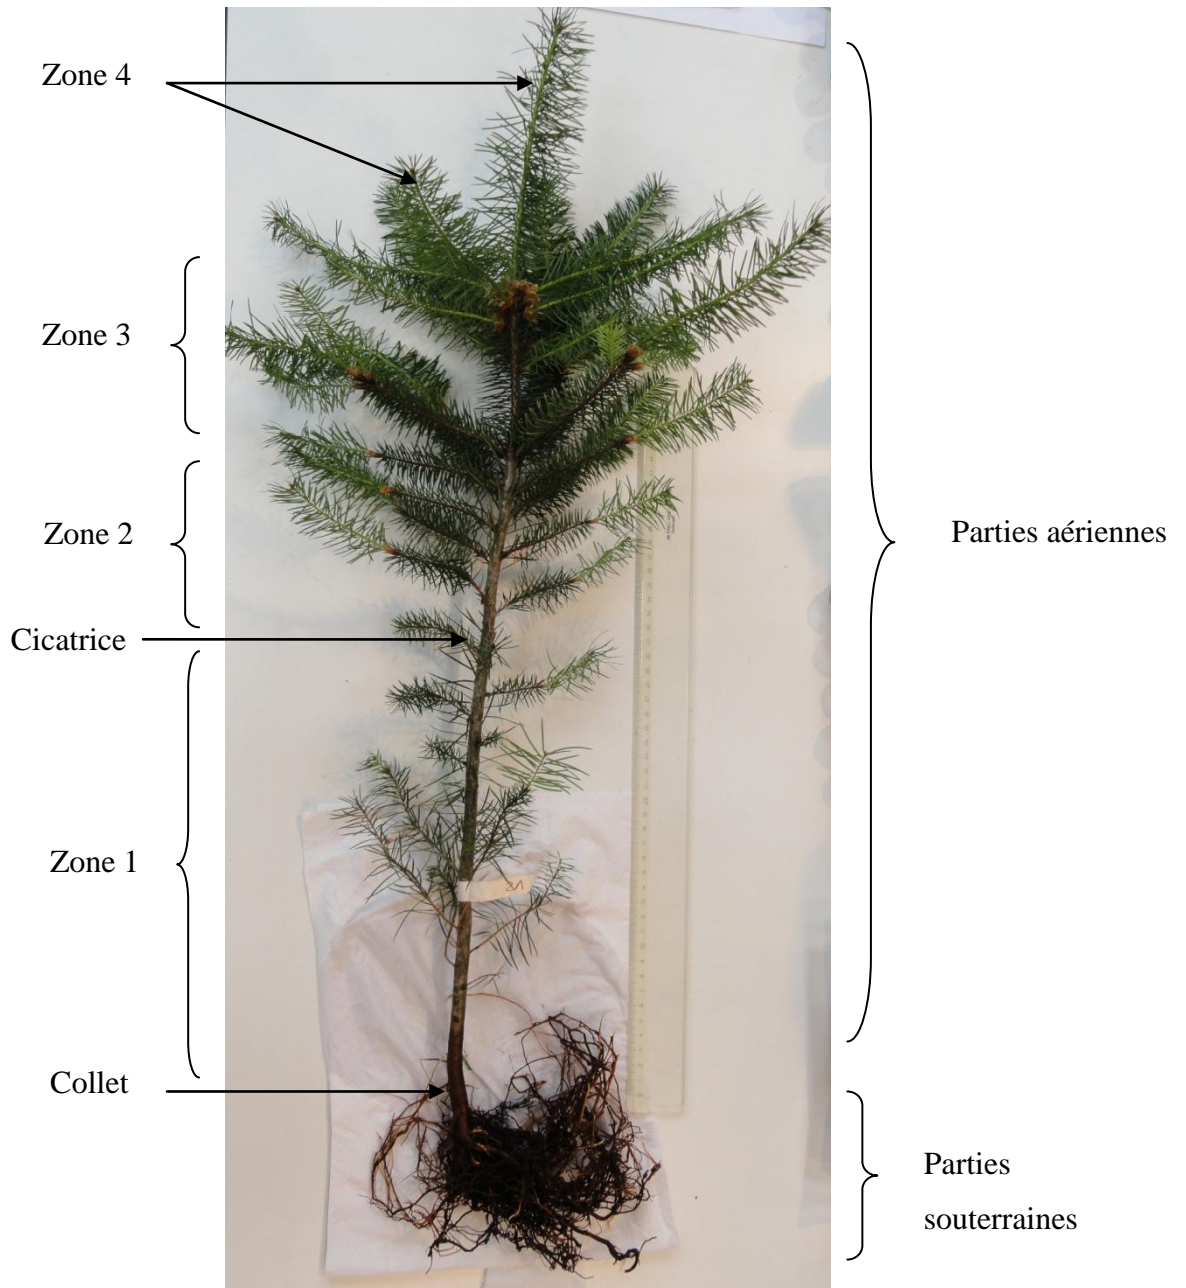 Zone 4
Zone 3
Zone 2
Parties aériennes
Cicatrice
Zone 1
Collet
Parties
souterraines